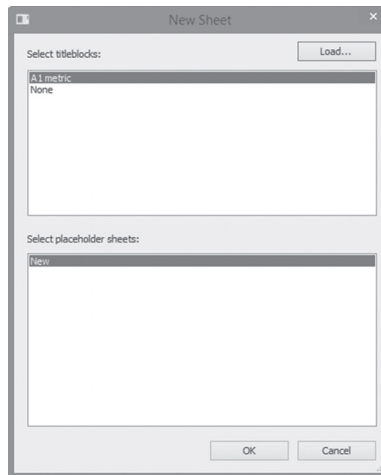 New Sheet
Select titleblocks:
Load...
A1 metric
None
Select placeholder sheets:
New
OK
Cancel